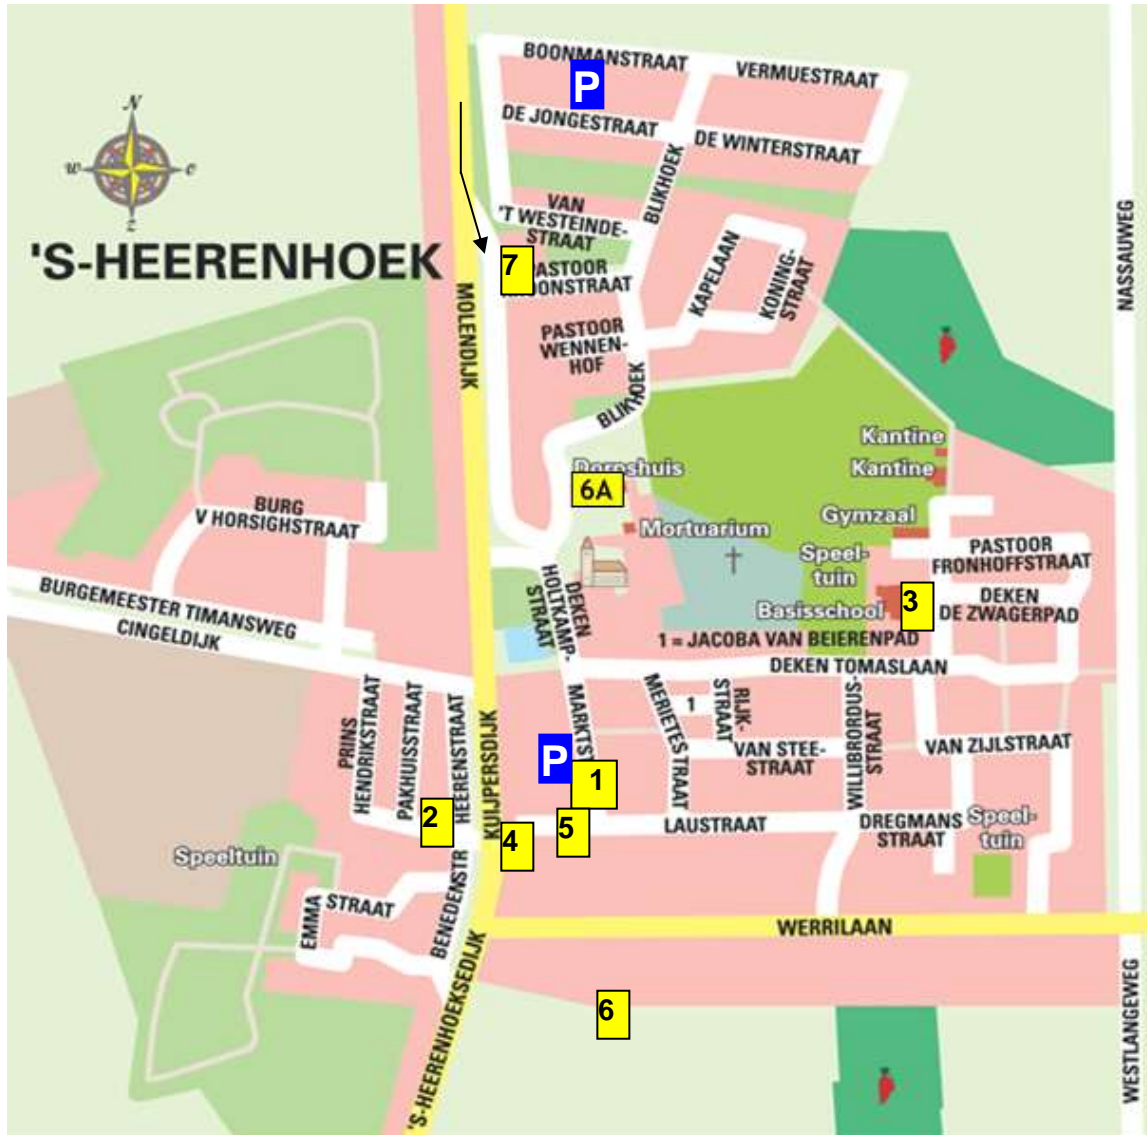 BOONMANSTRAAT
VERMUESTRAAT
P
DE JONGESTRAAT
DE WINTERSTRAAT
N
w
e
z
'S-HEERENHOEK
BLIKHOEK
VAN
'T WESTEINDE-
STRAAT
7
PASTOOR
STRAAT
KAPELAAN
KONING-
STRAAT
NASSAUWEG
MOLENDIJK
PASTOOR
WENNEN-
HOF
BLIKHOEK
Kantine
Kantine
Dorpshuis
6A
BURG
V HORSIGHSTRAAT
Mortuarium
Gymzaal
PASTOOR
FRONHOFFSTRAAT
Speel-
tuin
Basisschool
3
DEKEN
DE ZWAGERPAD
BURGEMEESTER TIMANSWEG
CINGELDIJK
DEKEN
HOLTKAMP-
STRAAT
1 = JACOBA VAN BEIERENPAD
DEKEN TOMASLAAN
PRINS
HENDRIKSTRAAT
PAKHUISSTRAAT
HEERENSTRAAT
KUIJPERSDIJK
MARKTST
MERIETESTRAAT
1
RIJK-
STRAAT
VAN STEE-
STRAAT
WILLIBRORDUS-
STRAAT
VAN ZIJLSTRAAT
P
1
2
4
5
LAUSTRAAT
DREGMANS
STRAAT
Speel-
tuin
Speeltuin
EMMA
STRAAT
BENEDENSTR
WERRILAAN
'S-HEERENHOEKSEDIJK
6
WESTLANGEWEG